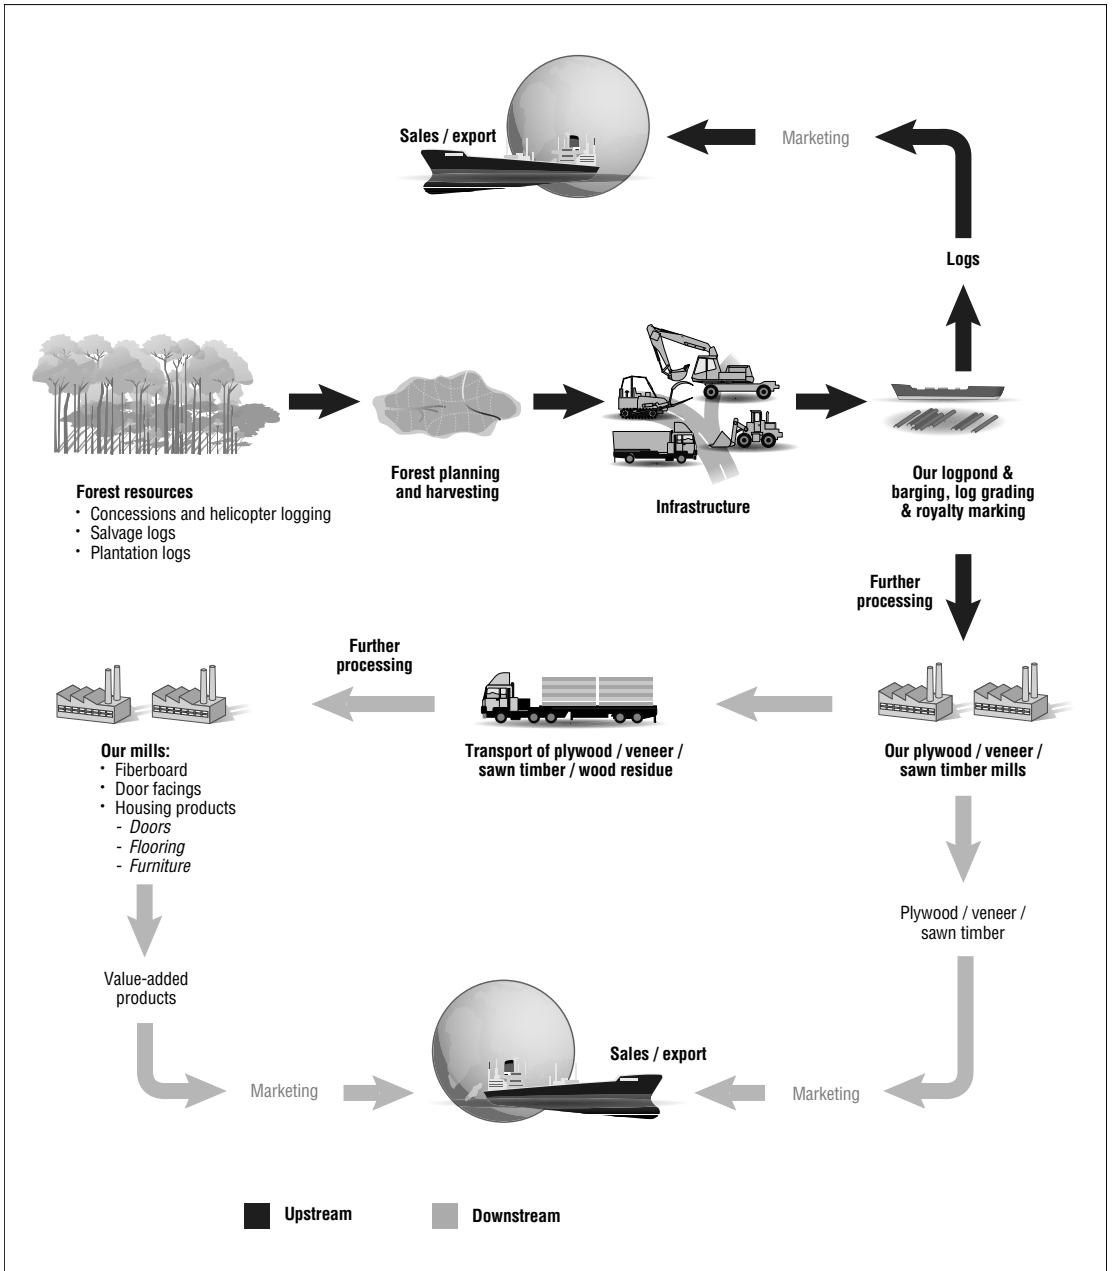 Sales / export
Marketing
Logs
Forest resources
• Concessions and helicopter logging
• Salvage logs
• Plantation logs
Forest planning
and harvesting
Infrastructure
Our logpond &
barging, log grading
& royalty marking
Further
processing
Further
processing
Our mills:
• Fiberboard
• Door facings
• Housing products
- Doors
- Flooring
- Furniture
Transport of plywood / veneer /
sawn timber / wood residue
Our plywood / veneer /
sawn timber mills
Plywood / veneer /
sawn timber
Value-added
products
Marketing
Sales / export
Marketing
Upstream
Downstream